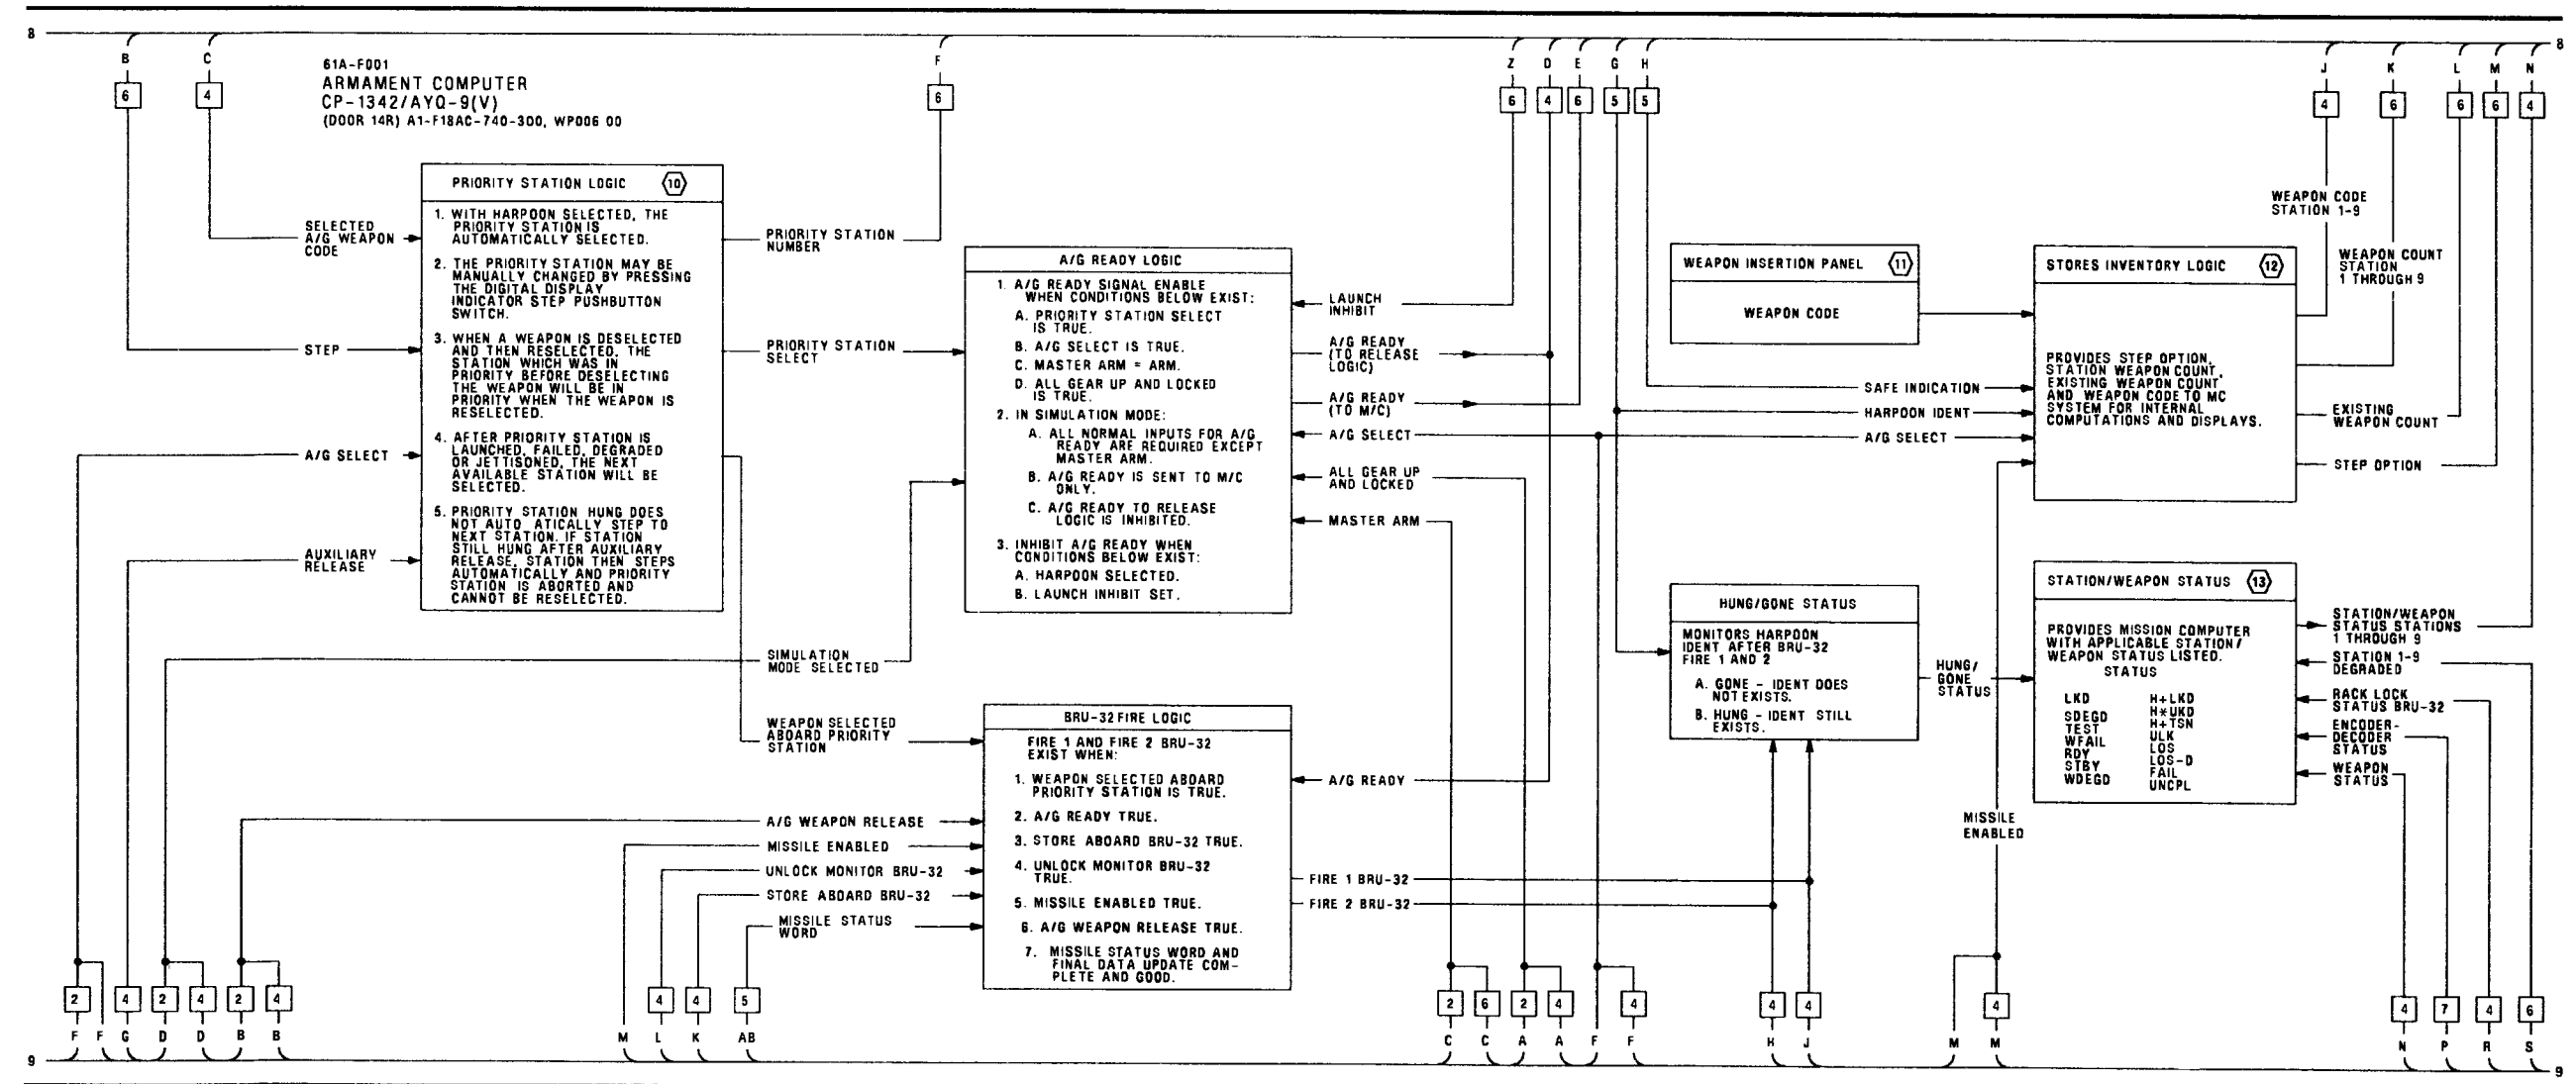 8
B
C
F
Z
D
E
G
H
J
K
L
M
N
8
6
4
6
6
4
6
5
5
4
6
6
6
4
61A-F001
ARMAMENT COMPUTER
CP-1342/AYQ-9(V)
(DOOR 14R) A1-F18AC-740-300, WP006 00
SELECTED
A/G WEAPON
CODE
STEP
A/G SELECT
AUXILIARY
RELEASE
PRIORITY STATION LOGIC
10
1. WITH HARPOON SELECTED, THE
PRIORITY STATION IS
AUTOMATICALLY SELECTED.
2. THE PRIORITY STATION MAY BE
MANUALLY CHANGED BY PRESSING
THE DIGITAL DISPLAY
INDICATOR STEP PUSHBUTTON
SWITCH.
3. WHEN A WEAPON IS DESELECTED
AND THEN RESELECTED, THE
STATION WHICH WAS IN
PRIORITY BEFORE DESELECTING
THE WEAPON WILL BE IN
PRIORITY WHEN THE WEAPON IS
RESELECTED.
4. AFTER PRIORITY STATION IS
LAUNCHED, FAILED, DEGRADED
OR JETTISONED, THE NEXT
AVAILABLE STATION WILL BE
SELECTED.
5. PRIORITY STATION HUNG DOES
NOT AUTO ATICALLY STEP TO
NEXT STATION. IF STATION
STILL HUNG AFTER AUXILIARY
RELEASE, STATION THEN STEPS
AUTOMATICALLY AND PRIORITY
STATION IS ABORTED AND
CANNOT BE RESELECTED.
PRIORITY STATION
NUMBER
PRIORITY STATION
SELECT
SIMULATION
MODE SELECTED
WEAPON SELECTED
ABOARD PRIORITY
STATION
A/G WEAPON RELEASE
MISSILE ENABLED
UNLOCK MONITOR BRU-32
STORE ABOARD BRU-32
MISSILE STATUS
WORD
A/G READY LOGIC
1. A/G READY SIGNAL ENABLE
WHEN CONDITIONS BELOW EXIST:
A. PRIORITY STATION SELECT
IS TRUE.
B. A/G SELECT IS TRUE.
C. MASTER ARM = ARM.
D. ALL GEAR UP AND LOCKED
IS TRUE.
2. IN SIMULATION MODE:
A. ALL NORMAL INPUTS FOR A/G
READY ARE REQUIRED EXCEPT
MASTER ARM.
B. A/G READY IS SENT TO M/C
ONLY.
C. A/G READY TO RELEASE
LOGIC IS INHIBITED.
3. INHIBIT A/G READY WHEN
CONDITIONS BELOW EXIST:
A. HARPOON SELECTED.
B. LAUNCH INHIBIT SET.
BRU-32 FIRE LOGIC
FIRE 1 AND FIRE 2 BRU-32
EXIST WHEN:
1. WEAPON SELECTED ABOARD
PRIORITY STATION IS TRUE.
2. A/G READY TRUE.
3. STORE ABOARD BRU-32 TRUE.
4. UNLOCK MONITOR BRU-32
TRUE.
5. MISSILE ENABLED TRUE.
6. A/G WEAPON RELEASE TRUE.
7. MISSILE STATUS WORD AND
FINAL DATA UPDATE COM-
PLETE AND GOOD.
LAUNCH
INHIBIT
A/G READY
(TO RELEASE
LOGIC)
A/G READY
(TO M/C)
A/G SELECT
ALL GEAR UP
AND LOCKED
MASTER ARM
A/G READY
FIRE 1 BRU-32
FIRE 2 BRU-32
WEAPON INSERTION PANEL
11
WEAPON CODE
SAFE INDICATION
HARPOON IDENT
A/G SELECT
HUNG/GONE STATUS
MONITORS HARPOON
IDENT AFTER BRU-32
FIRE 1 AND 2
A. GONE - IDENT DOES
NOT EXISTS.
B. HUNG - IDENT STILL
EXISTS.
HUNG/
GONE
STATUS
MISSILE
ENABLED
STORES INVENTORY LOGIC
12
PROVIDES STEP OPTION,
STATION WEAPON COUNT,
EXISTING WEAPON COUNT
AND WEAPON CODE TO MC
SYSTEM FOR INTERNAL
COMPUTATIONS AND DISPLAYS.
WEAPON CODE
STATION 1-9
WEAPON COUNT
STATION
1 THROUGH 9
EXISTING
WEAPON COUNT
STEP OPTION
STATION/WEAPON STATUS
13
PROVIDES MISSION COMPUTER
WITH APPLICABLE STATION/
WEAPON STATUS LISTED.
STATUS
LKD
SDEGD
TEST
WFAIL
RDY
STBY
WDEGD
H+LKD
H*UKD
H+TSN
ULK
LOS
LOS-D
FAIL
UNCPL
STATION/WEAPON
STATUS STATIONS
1 THROUGH 9
STATION 1-9
DEGRADED
RACK LOCK
STATUS BRU-32
ENCODER-
DECODER
STATUS
WEAPON
STATUS
2
4
2
4
2
4
4
4
5
2
6
2
4
4
4
4
4
4
7
4
6
F
F
G
D
D
B
B
M
L
K
AB
C
C
A
A
F
F
H
J
M
M
N
P
R
S
9
9